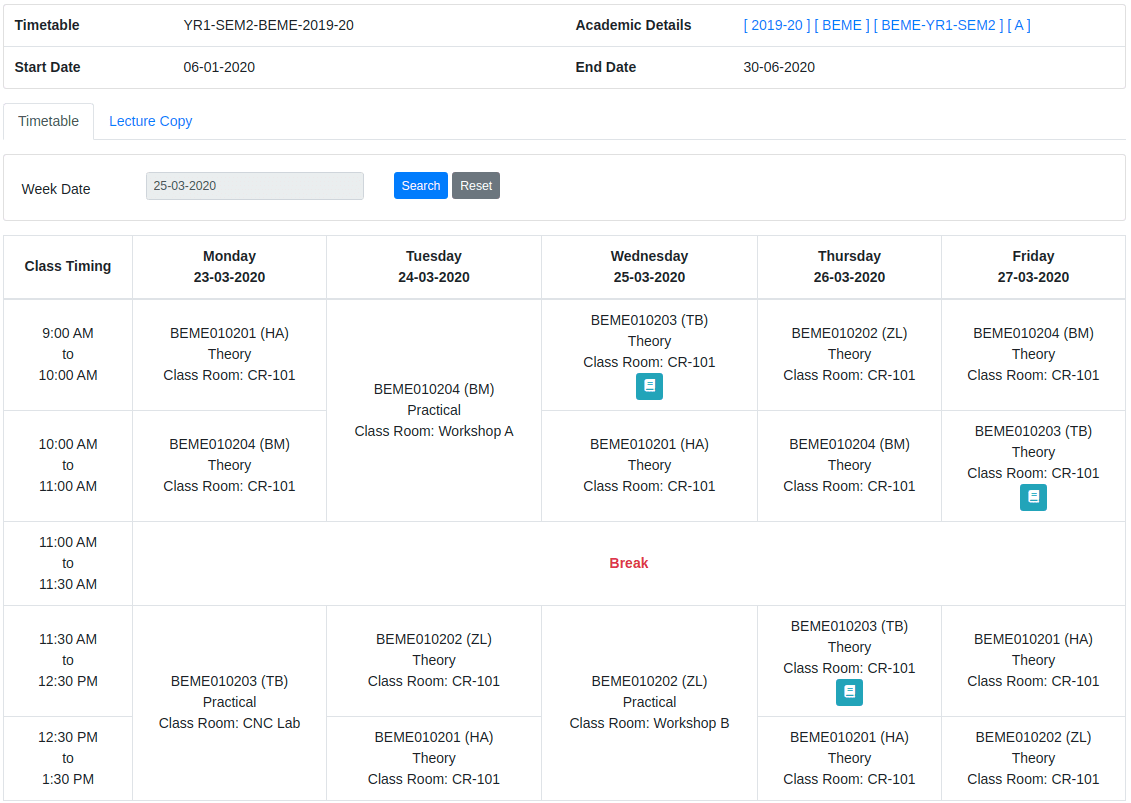 Timetable YR1-SEM2-BEME-2019-20 Academic Details [ 2019-20 ] [ BEME ] [ BEME-YR1-SEM2 ] [ A ]
Start Date 06-01-2020 End Date 30-06-2020
Timetable Lecture Copy
Week Date 25-03-2020 Search Reset
Class Timing
Monday
23-03-2020
Tuesday
24-03-2020
Wednesday
25-03-2020
Thursday
26-03-2020
Friday
27-03-2020
9:00 AM
to
10:00 AM
BEME010201 (HA)
Theory
Class Room: CR-101
BEME010204 (BM)
Practical
Class Room: Workshop A
BEME010203 (TB)
Theory
Class Room: CR-101
BEME010202 (ZL)
Theory
Class Room: CR-101
BEME010204 (BM)
Theory
Class Room: CR-101
10:00 AM
to
11:00 AM
BEME010204 (BM)
Theory
Class Room: CR-101
BEME010201 (HA)
Theory
Class Room: CR-101
BEME010204 (BM)
Theory
Class Room: CR-101
BEME010203 (TB)
Theory
Class Room: CR-101
11:00 AM
to
11:30 AM
Break
11:30 AM
to
12:30 PM
BEME010203 (TB)
Practical
Class Room: CNC Lab
BEME010202 (ZL)
Theory
Class Room: CR-101
BEME010202 (ZL)
Practical
Class Room: Workshop B
BEME010203 (TB)
Theory
Class Room: CR-101
BEME010201 (HA)
Theory
Class Room: CR-101
12:30 PM
to
1:30 PM
BEME010201 (HA)
Theory
Class Room: CR-101
BEME010201 (HA)
Theory
Class Room: CR-101
BEME010202 (ZL)
Theory
Class Room: CR-101